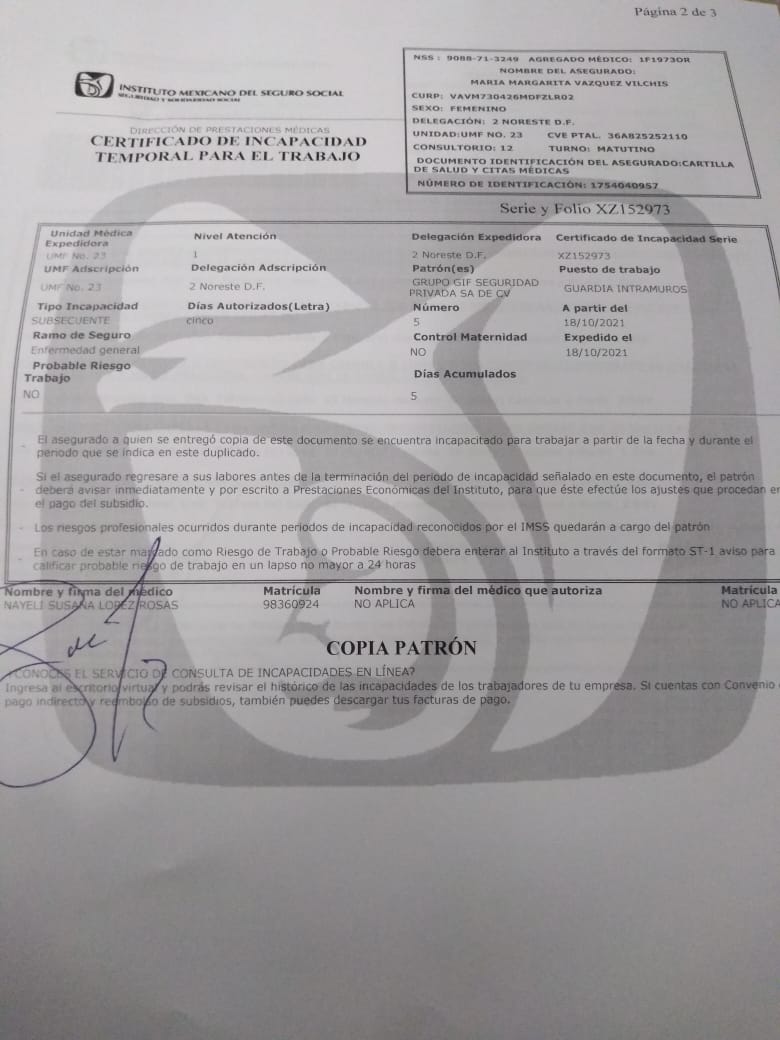 Página 2 de 3
INSTITUTO MEXICANO DEL SEGURO SOCIAL
SEGURIDAD Y SOLIDARIDAD SOCIAL
DIRECCIÓN DE PRESTACIONES MÉDICAS
CERTIFICADO DE INCAPACIDAD
TEMPORAL PARA EL TRABAJO
NSS : 9088-71-3249 AGREGADO MÉDICO: 1F1973OR
NOMBRE DEL ASEGURADO:
MARIA MARGARITA VAZQUEZ VILCHIS
CURP: VAVM730426MDFZLR02
SEXO: FEMENINO
DELEGACIÓN: 2 NORESTE D.F.
UNIDAD:UMF NO. 23 CVE PTAL. 36A825252110
CONSULTORIO: 12 TURNO: MATUTINO
DOCUMENTO IDENTIFICACIÓN DEL ASEGURADO:CARTILLA
DE SALUD Y CITAS MÉDICAS
NÚMERO DE IDENTIFICACIÓN: 1754040957
Serie y Folio XZ152973
Unidad Médica Expedidora Nivel Atención Delegación Expedidora Certificado de Incapacidad Serie
UMF No. 23 1 2 Noreste D.F. XZ152973
UMF Adscripción Delegación Adscripción Patrón(es) Puesto de trabajo
UMF No. 23 2 Noreste D.F. GRUPO GIF SEGURIDAD PRIVADA SA DE CV GUARDIA INTRAMUROS
Tipo Incapacidad Días Autorizados(Letra) Número A partir del
SUBSECUENTE cinco 5 18/10/2021
Ramo de Seguro Control Maternidad Expedido el
Enfermedad general NO 18/10/2021
Probable Riesgo Trabajo Días Acumulados
NO 5
- El asegurado a quien se entregó copia de este documento se encuentra incapacitado para trabajar a partir de la fecha y durante el
periodo que se indica en este duplicado.
- Si el asegurado regresare a sus labores antes de la terminación del periodo de incapacidad señalado en este documento, el patrón
deberá avisar inmediatamente y por escrito a Prestaciones Económicas del Instituto, para que éste efectúe los ajustes que procedan en
el pago del subsidio.
- Los riesgos profesionales ocurridos durante periodos de incapacidad reconocidos por el IMSS quedarán a cargo del patrón
- En caso de estar marcado como Riesgo de Trabajo o Probable Riesgo debera enterar al Instituto a través del formato ST-1 aviso para
calificar probable riesgo de trabajo en un lapso no mayor a 24 horas
Nombre y firma del médico Matrícula Nombre y firma del médico que autoriza Matrícula
NAYELI SUSANA LOPEZ ROSAS 98360924 NO APLICA NO APLICA
COPIA PATRÓN
¿CONOCES EL SERVICIO DE CONSULTA DE INCAPACIDADES EN LÍNEA?
Ingresa al escritorio virtual y podrás revisar el histórico de las incapacidades de los trabajadores de tu empresa. Si cuentas con Convenio
pago indirecto y reembolso de subsidios, también puedes descargar tus facturas de pago.